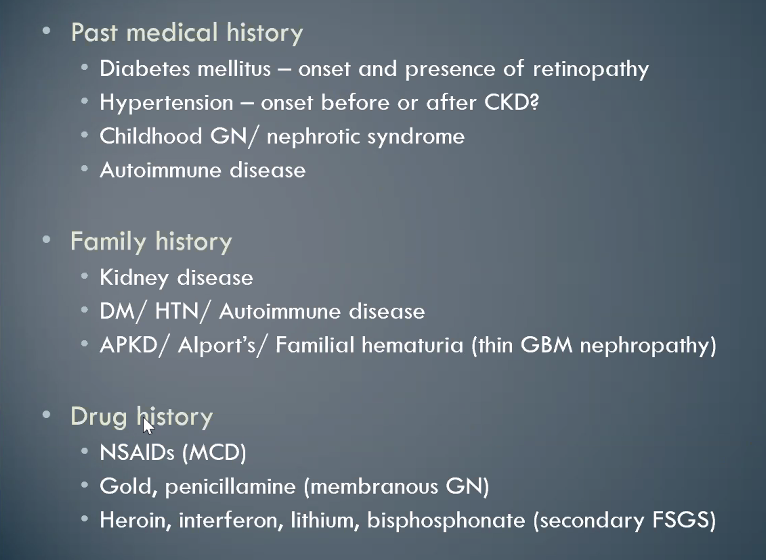 • Past medical history
• Diabetes mellitus – onset and presence of retinopathy
• Hypertension – onset before or after CKD?
• Childhood GN/ nephrotic syndrome
• Autoimmune disease
• Family history
• Kidney disease
• DM/ HTN/ Autoimmune disease
• APKD/ Alport's/ Familial hematuria (thin GBM nephropathy)
• Drug history
• NSAIDs (MCD)
• Gold, penicillamine (membranous GN)
• Heroin, interferon, lithium, bisphosphonate (secondary FSGS)